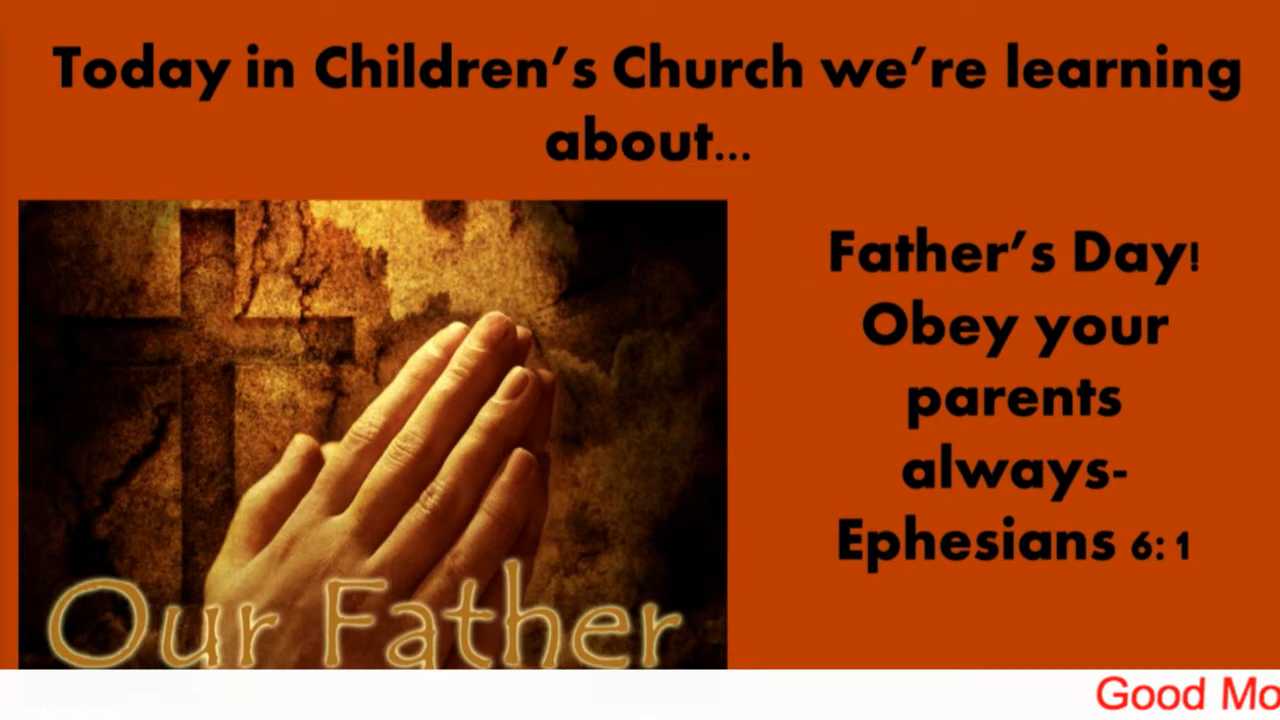 Today in Children’s Church we’re learning
about...
Father’s Day!
Obey your
parents
always-
Ephesians 6:1
Our Father
Good